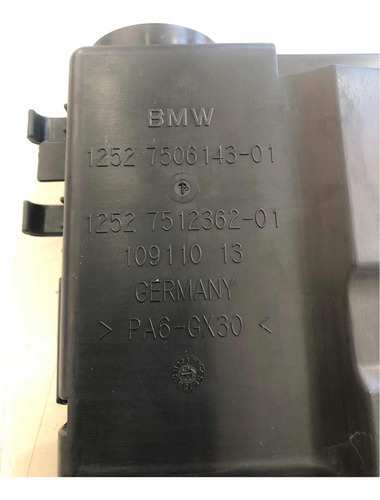 BMW
1252 7506143-01
1252 7512362-01
109110 13
GERMANY
> PA6-GX30 <